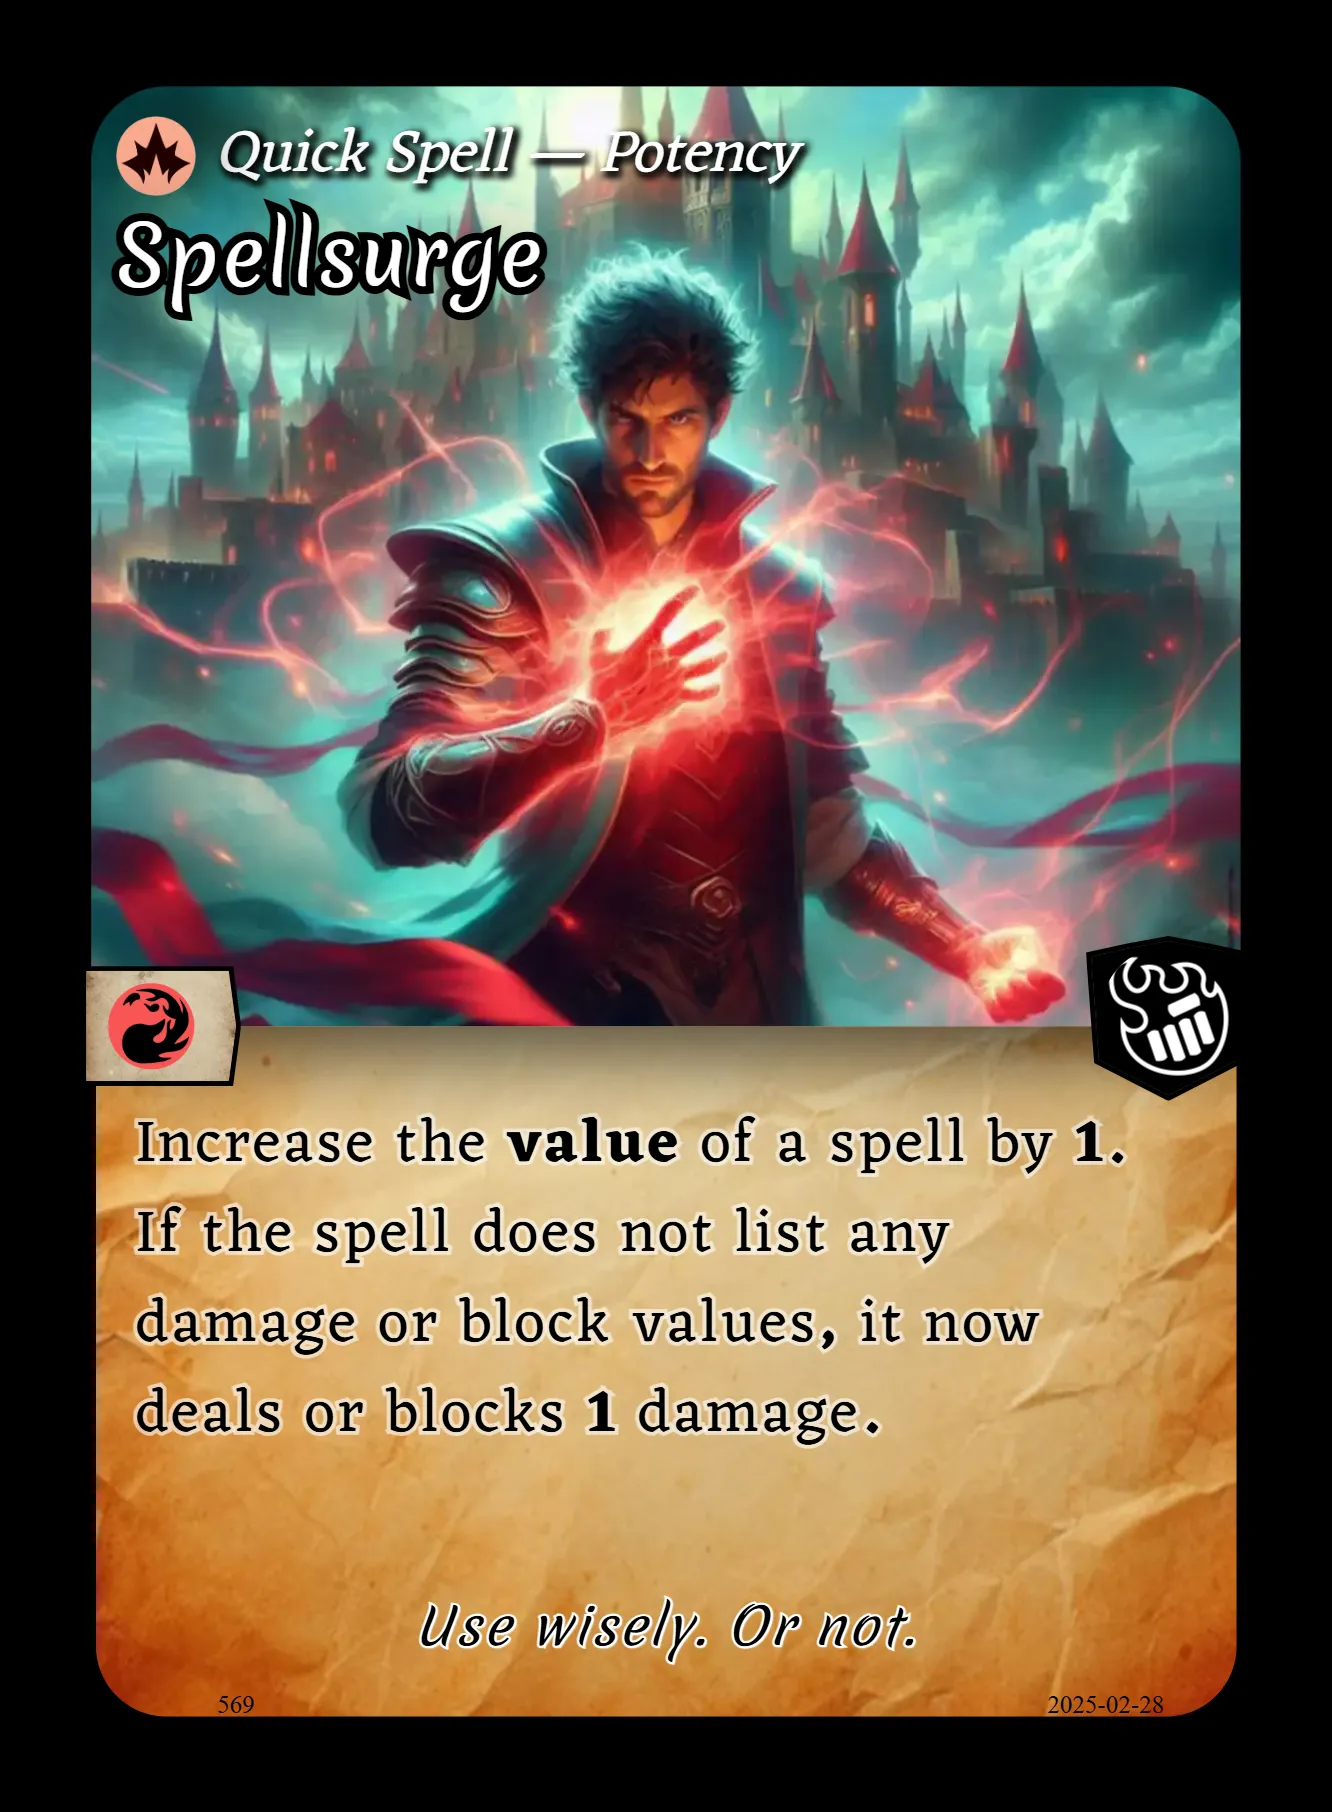 Quick Spell — Potency
Spellsurge
Increase the value of a spell by 1.
If the spell does not list any
damage or block values, it now
deals or blocks 1 damage.
Use wisely. Or not.
569
2025-02-28